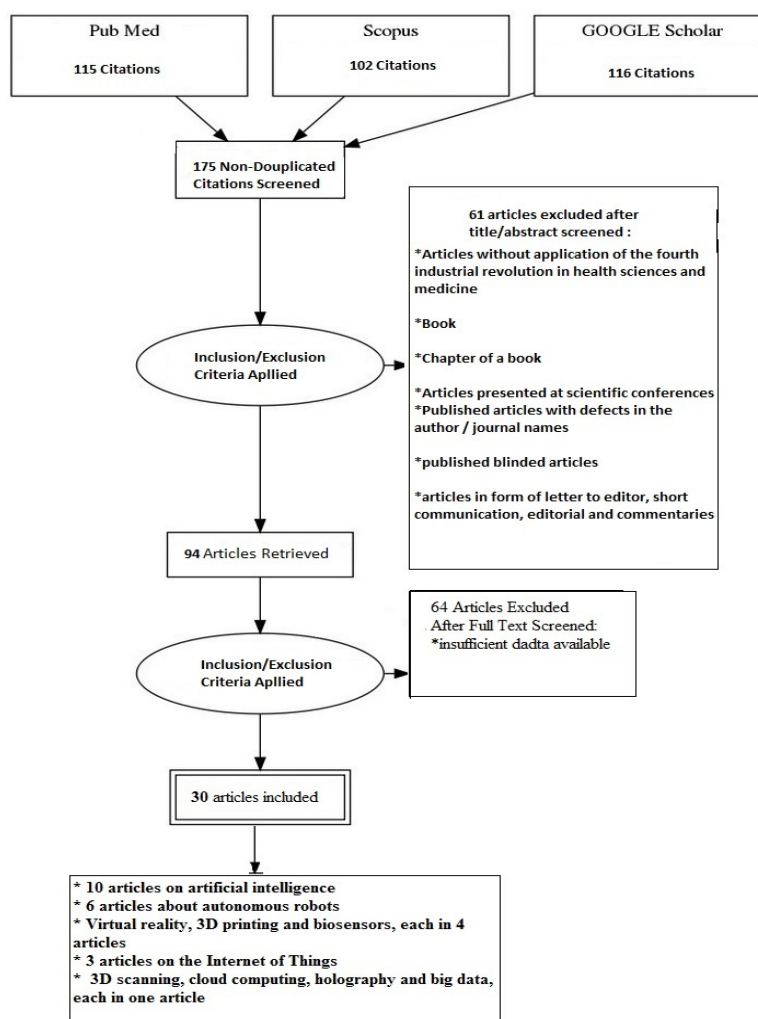 Pub Med
115 Citations
Scopus
102 Citations
GOOGLE Scholar
116 Citations
175 Non-Douplicated
Citations Screened
61 articles excluded after
title/abstract screened :
*Articles without application of the fourth
industrial revolution in health sciences and
medicine
*Book
*Chapter of a book
*Articles presented at scientific conferences
*Published articles with defects in the
author / journal names
*published blinded articles
*articles in form of letter to editor, short
communication, editorial and commentaries
Inclusion/Exclusion
Criteria Apllied
94 Articles Retrieved
64 Articles Excluded
After Full Text Screened:
*insufficient dadta available
Inclusion/Exclusion
Criteria Apllied
30 articles included
* 10 articles on artificial intelligence
* 6 articles about autonomous robots
* Virtual reality, 3D printing and biosensors, each in 4
articles
* 3 articles on the Internet of Things
* 3D scanning, cloud computing, holography and big data,
each in one article